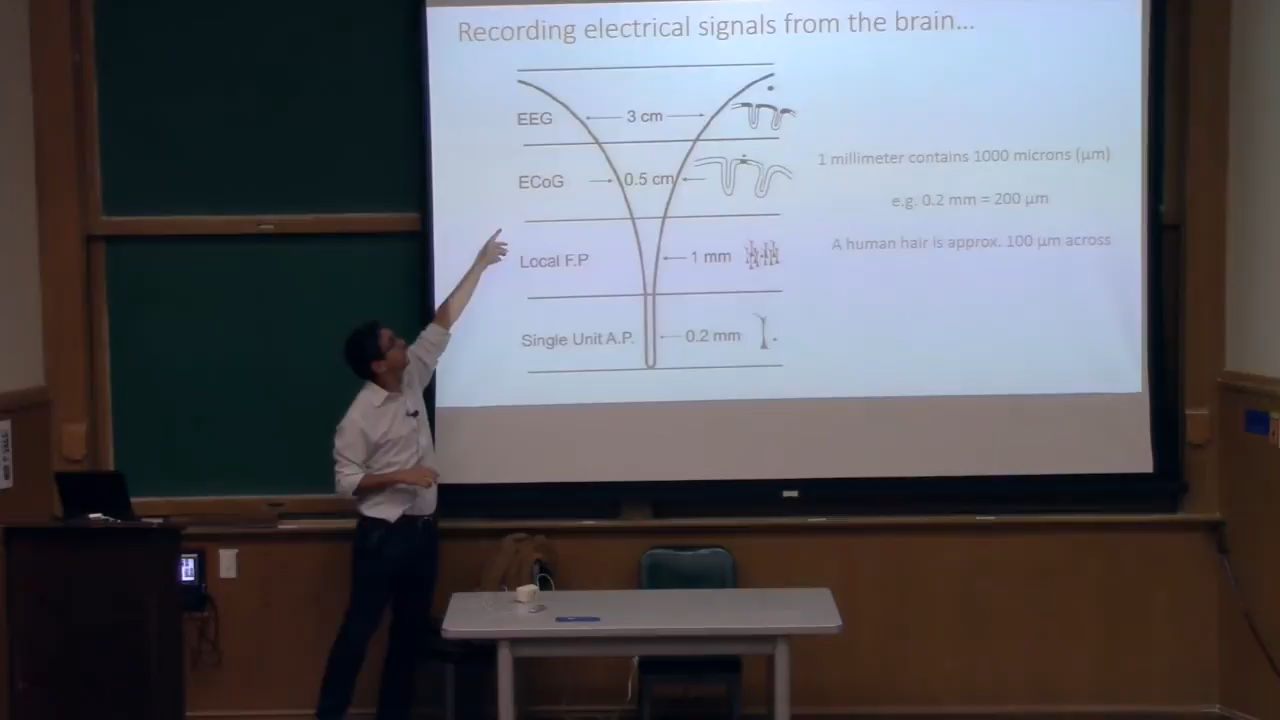 Recording electrical signals from the brain...
EEG
3 cm
ECoG
0.5 cm
Local F.P
1 mm
Single Unit A.P.
0.2 mm
1 millimeter contains 1000 microns (µm)
e.g. 0.2 mm = 200 µm
A human hair is approx. 100 µm across